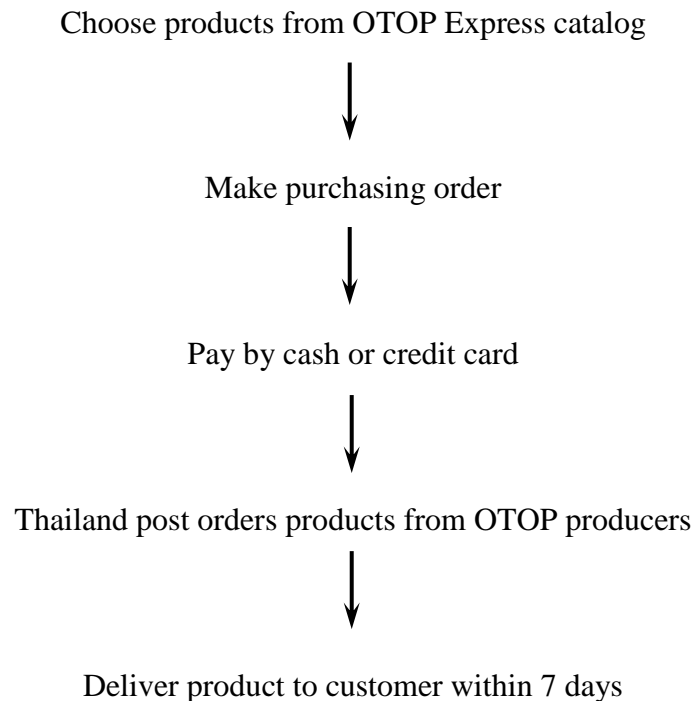 Choose products from OTOP Express catalog
Make purchasing order
Pay by cash or credit card
Thailand post orders products from OTOP producers
Deliver product to customer within 7 days